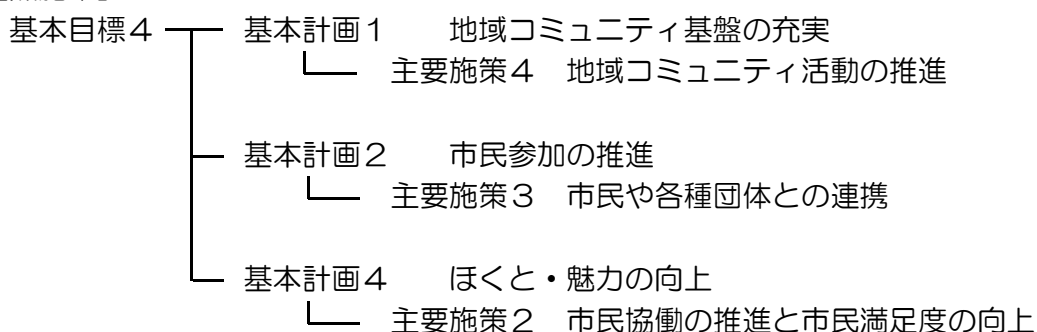 基本目標４　基本計画１　地域コミュニティ基盤の充実
主要施策４　地域コミュニティ活動の推進
基本計画２　市民参加の推進
主要施策３　市民や各種団体との連携
基本計画４　ほくと・魅力の向上
主要施策２　市民協働の推進と市民満足度の向上